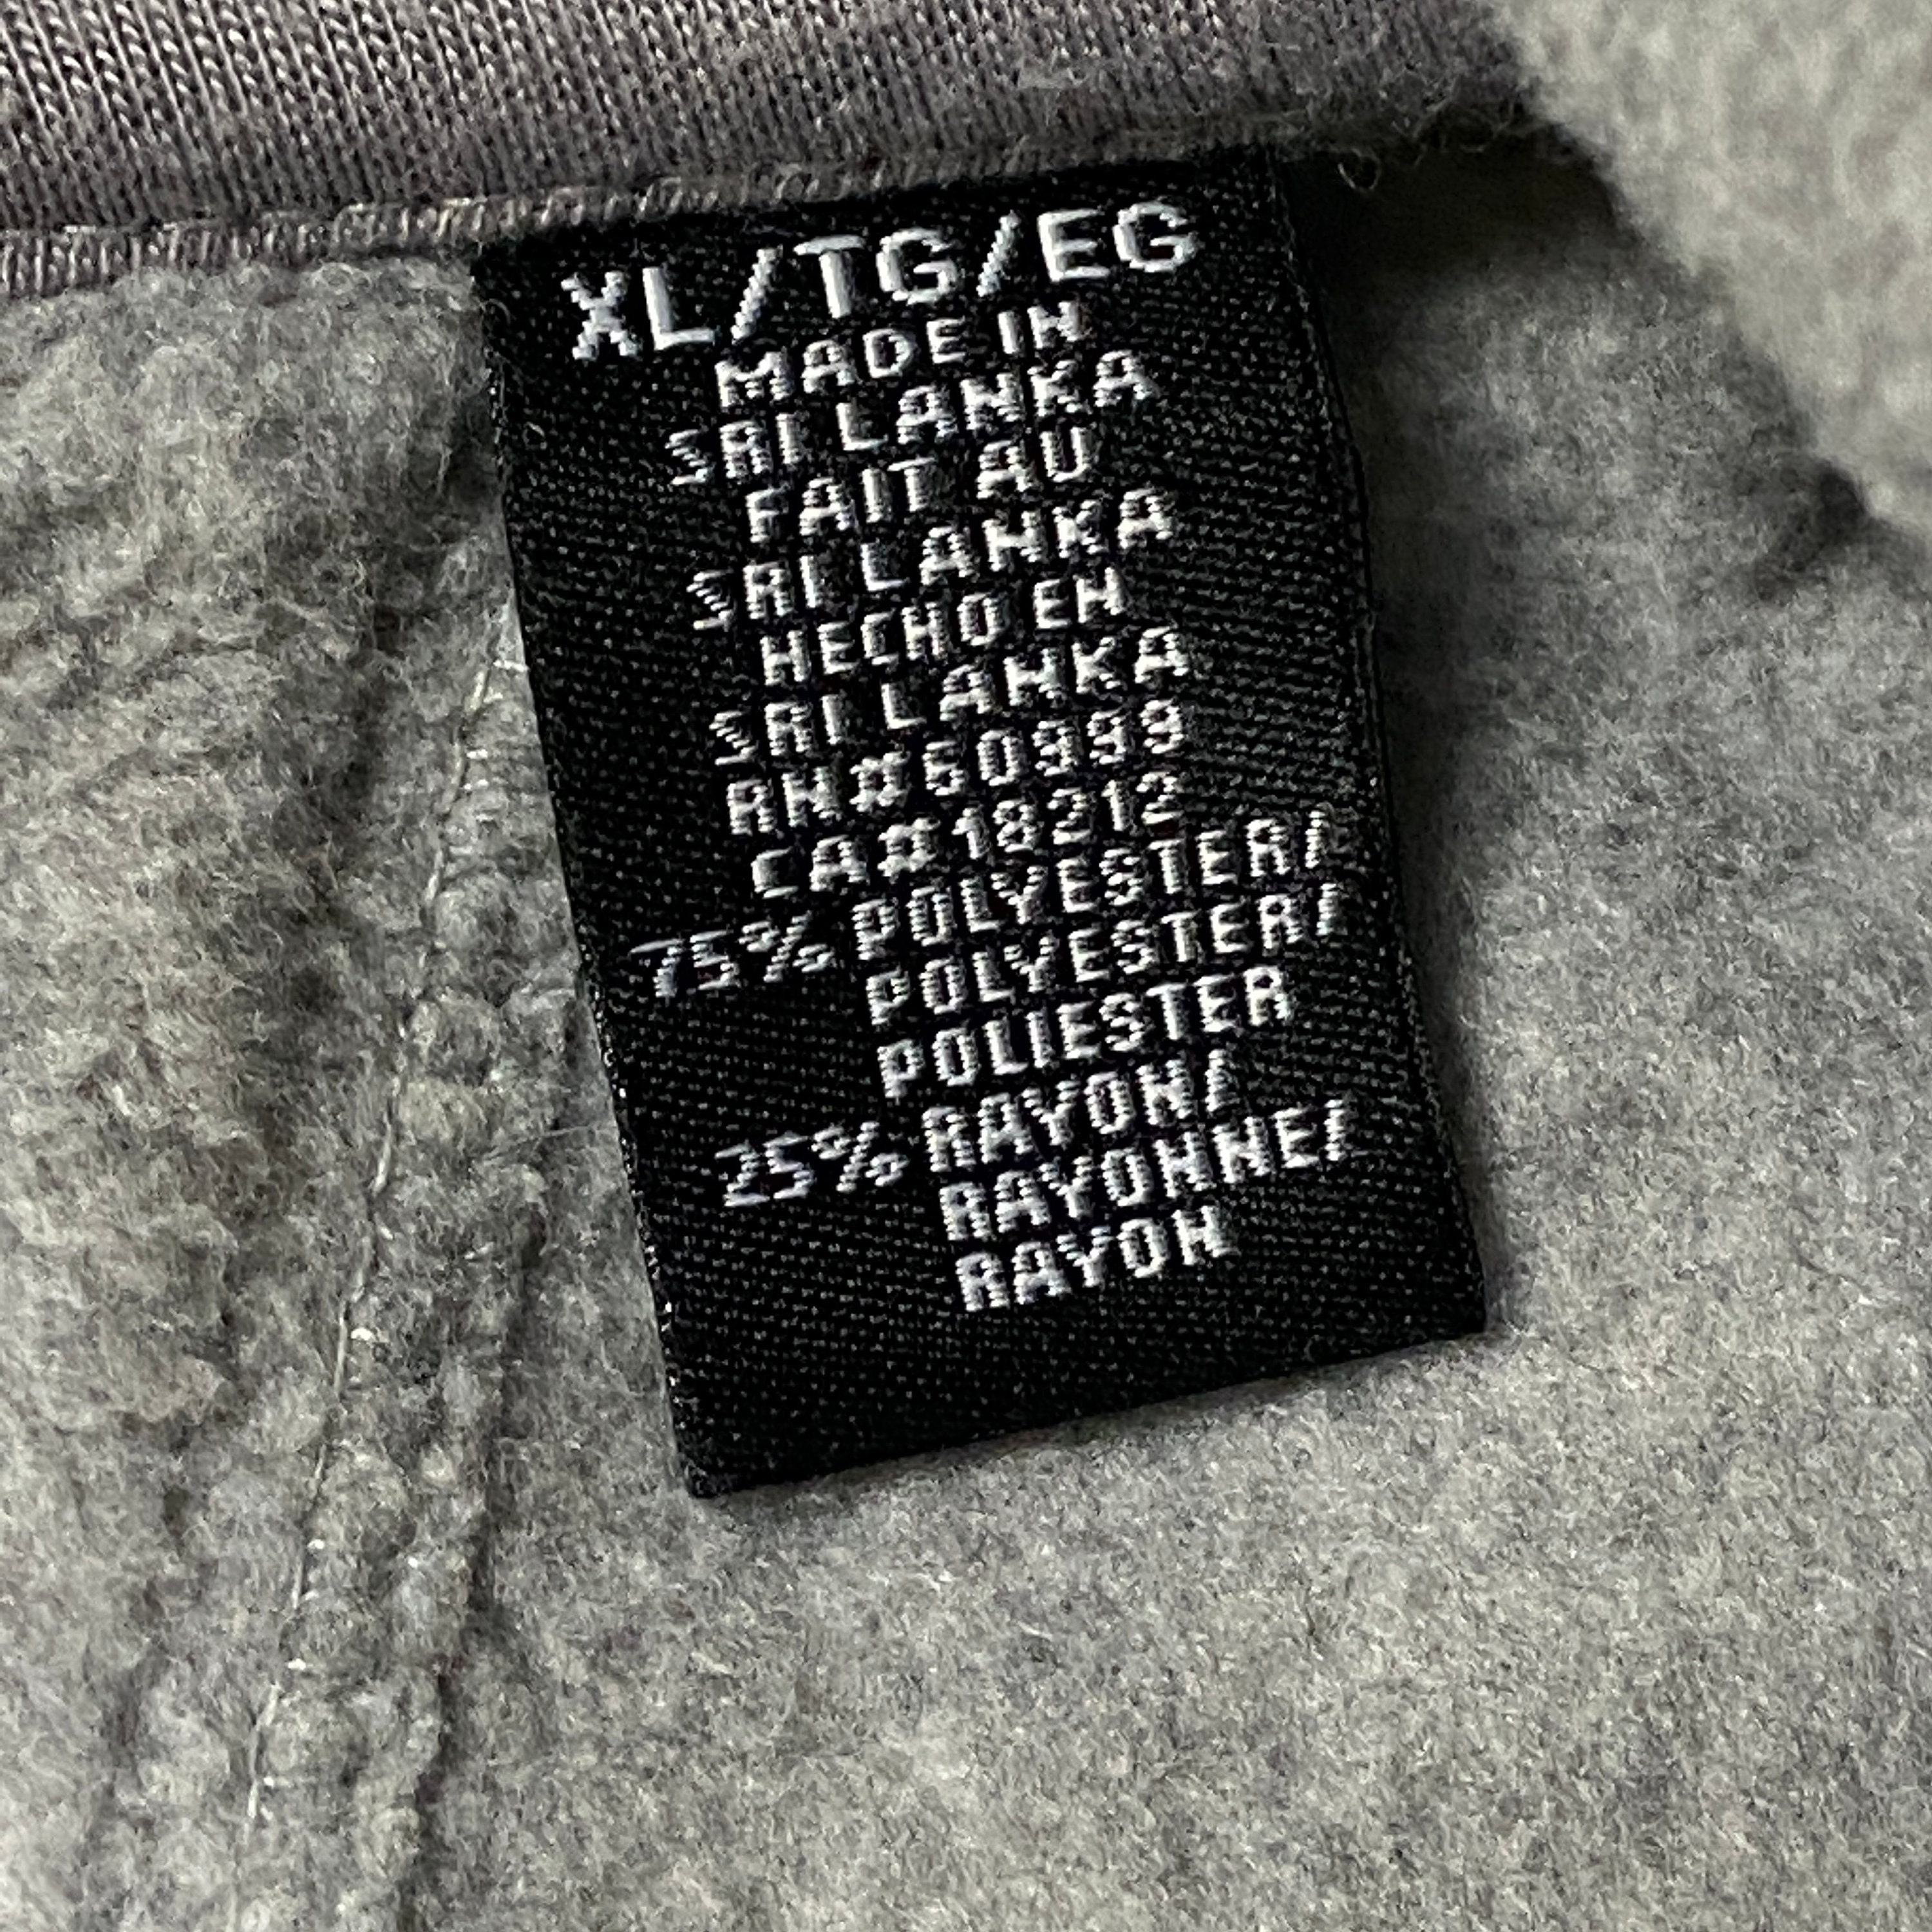 XL/TG/EG
MADE IN
SRI LANKA
FAIT AU
SRI LANKA
HECHO EN
SRI LANKA
RN#60999
CA#18212
75% POLYESTER/
POLYESTER/
POLIESTER
25% RAYON/
RAYONNE/
RAYON